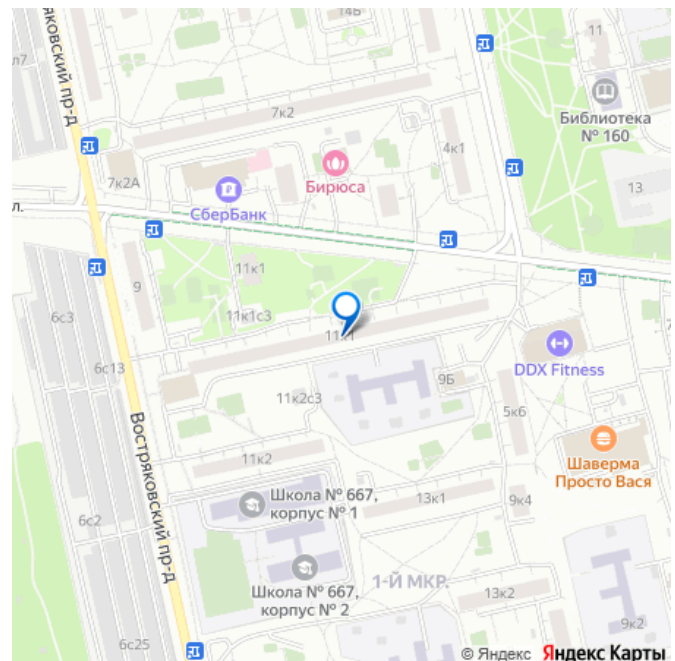 14Б
11
л7
яковский пр-д
7к2
Библиотека
№ 160
4к1
7к2А
Бирюса
СберБанк
13
л.
11к1
9
6с3
11к1с3
11к1
DDX Fitness
6с13
9Б
11к2с3
5к6
Шаверма
Просто Вася
Востряковский пр-д
11к2
Школа № 667,
корпус № 1
13к1
9к4
6с2
1-Й МКР.
Школа № 667,
корпус № 2
13к2
9к2
6с25
© Яндекс Яндекс Карты